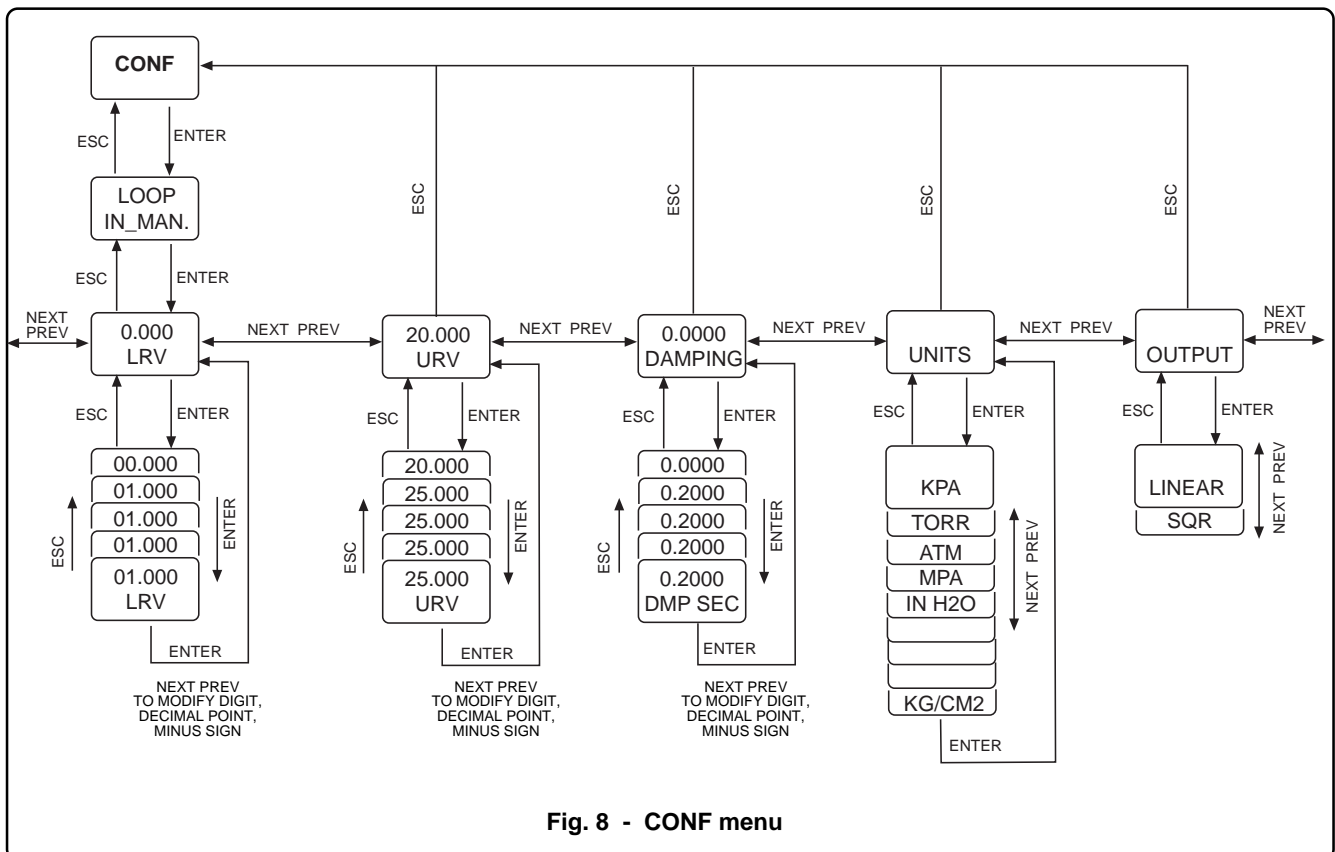 CONF
ESC
ENTER
LOOP
IN_MAN.
ESC
ENTER
ESC
ESC
ESC
ESC
NEXT
PREV
0.000
LRV
NEXT PREV
20.000
URV
NEXT PREV
0.0000
DAMPING
NEXT PREV
UNITS
NEXT PREV
OUTPUT
NEXT
PREV
ESC
ENTER
00.000
01.000
01.000
01.000
01.000
LRV
ESC
ENTER
ENTER
NEXT PREV
TO MODIFY DIGIT,
DECIMAL POINT,
MINUS SIGN
ESC
ENTER
20.000
25.000
25.000
25.000
25.000
URV
ESC
ENTER
ENTER
NEXT PREV
TO MODIFY DIGIT,
DECIMAL POINT,
MINUS SIGN
ESC
ENTER
0.0000
0.2000
0.2000
0.2000
0.2000
DMP SEC
ESC
ENTER
ENTER
NEXT PREV
TO MODIFY DIGIT,
DECIMAL POINT,
MINUS SIGN
ESC
ENTER
KPA
TORR
ATM
MPA
IN H2O
KG/CM2
NEXT PREV
ENTER
ESC
ENTER
LINEAR
SQR
NEXT PREV
Fig. 8 - CONF menu